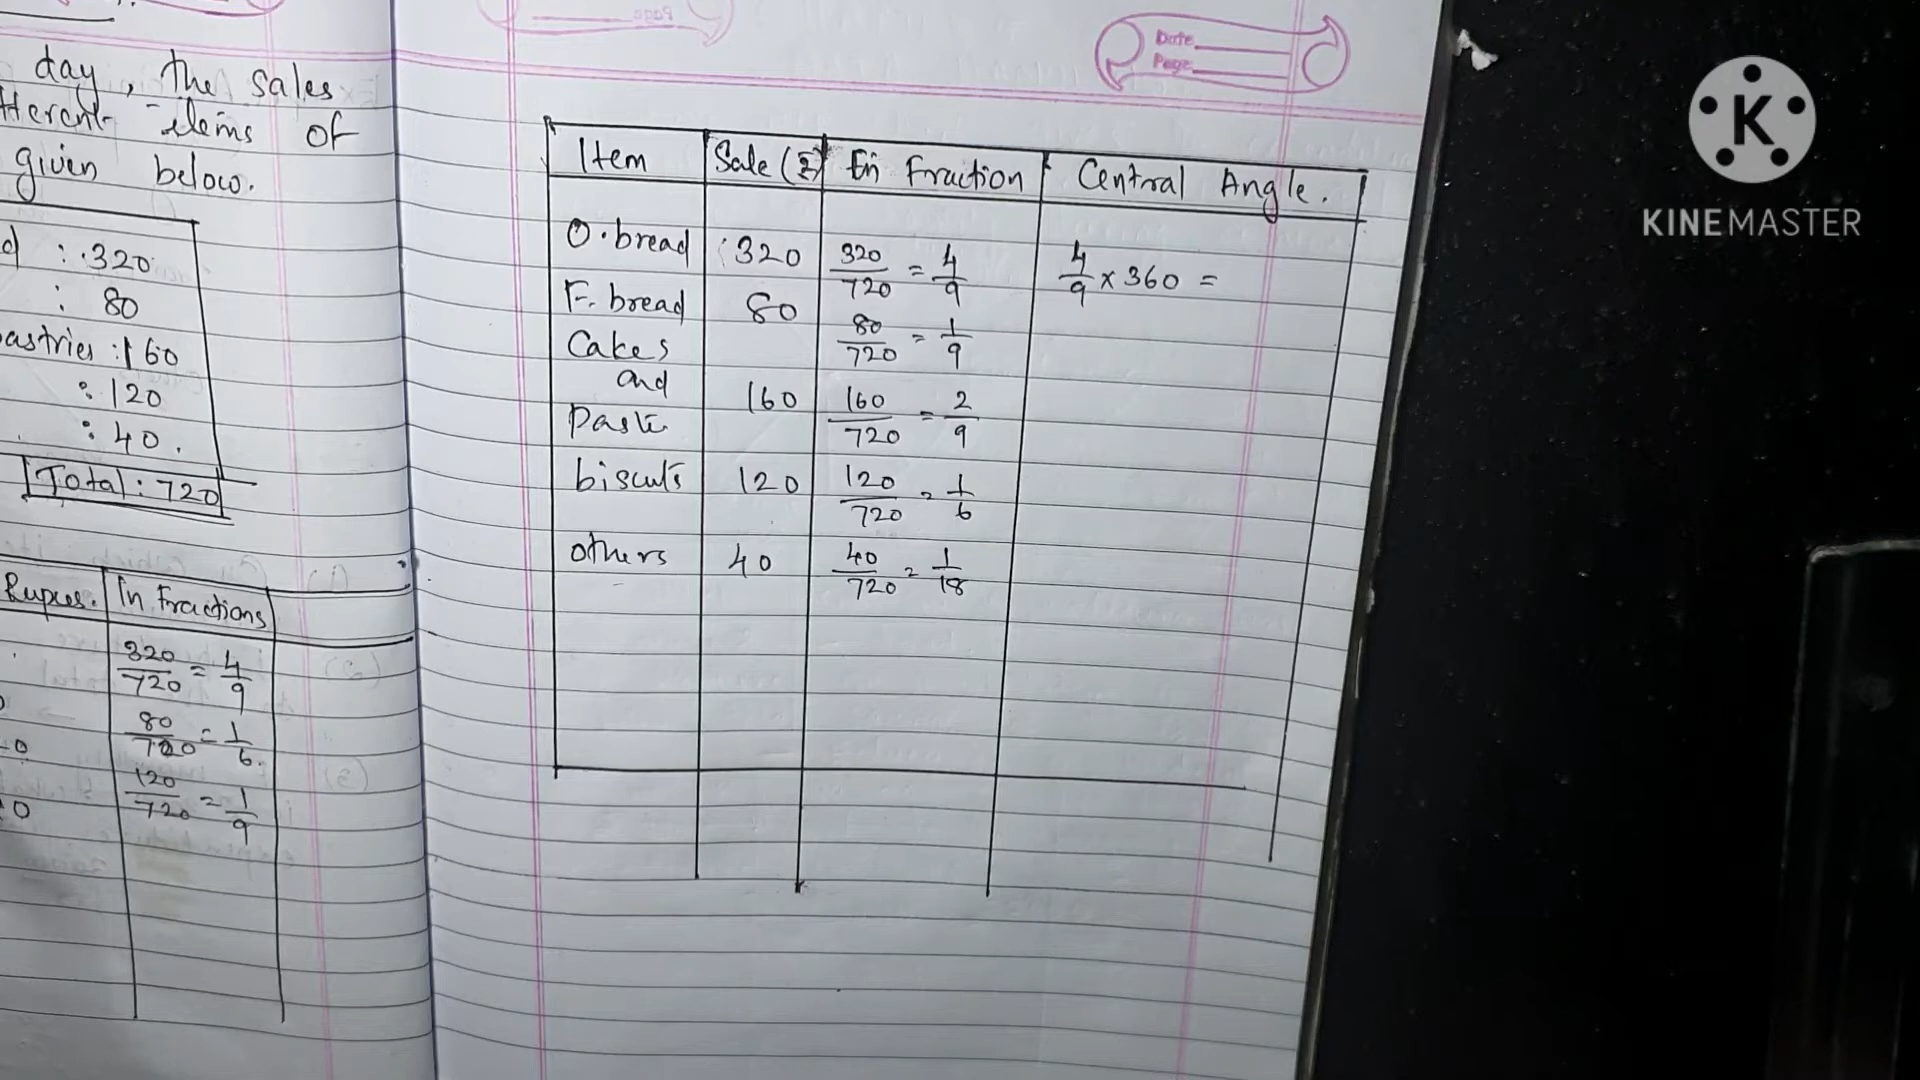 day, the sales
items of
given below.
d : 320
: 80
pastries : 160
: 120
: 40.
Total: 720
Rupees. In Fractions
320/720 = 4/9
80/720 = 1/6.
120/720 = 1/9
Date
Page
Item Sale (₹) In Fraction Central Angle.
O. bread 320 320/720 = 4/9 4/9 x 360 =
F. bread 80 80/720 = 1/9
Cakes
and 160 160/720 = 2/9
Paste
biscuts 120 120/720 = 1/6
others 40 40/720 = 1/18
K
KINEMASTER